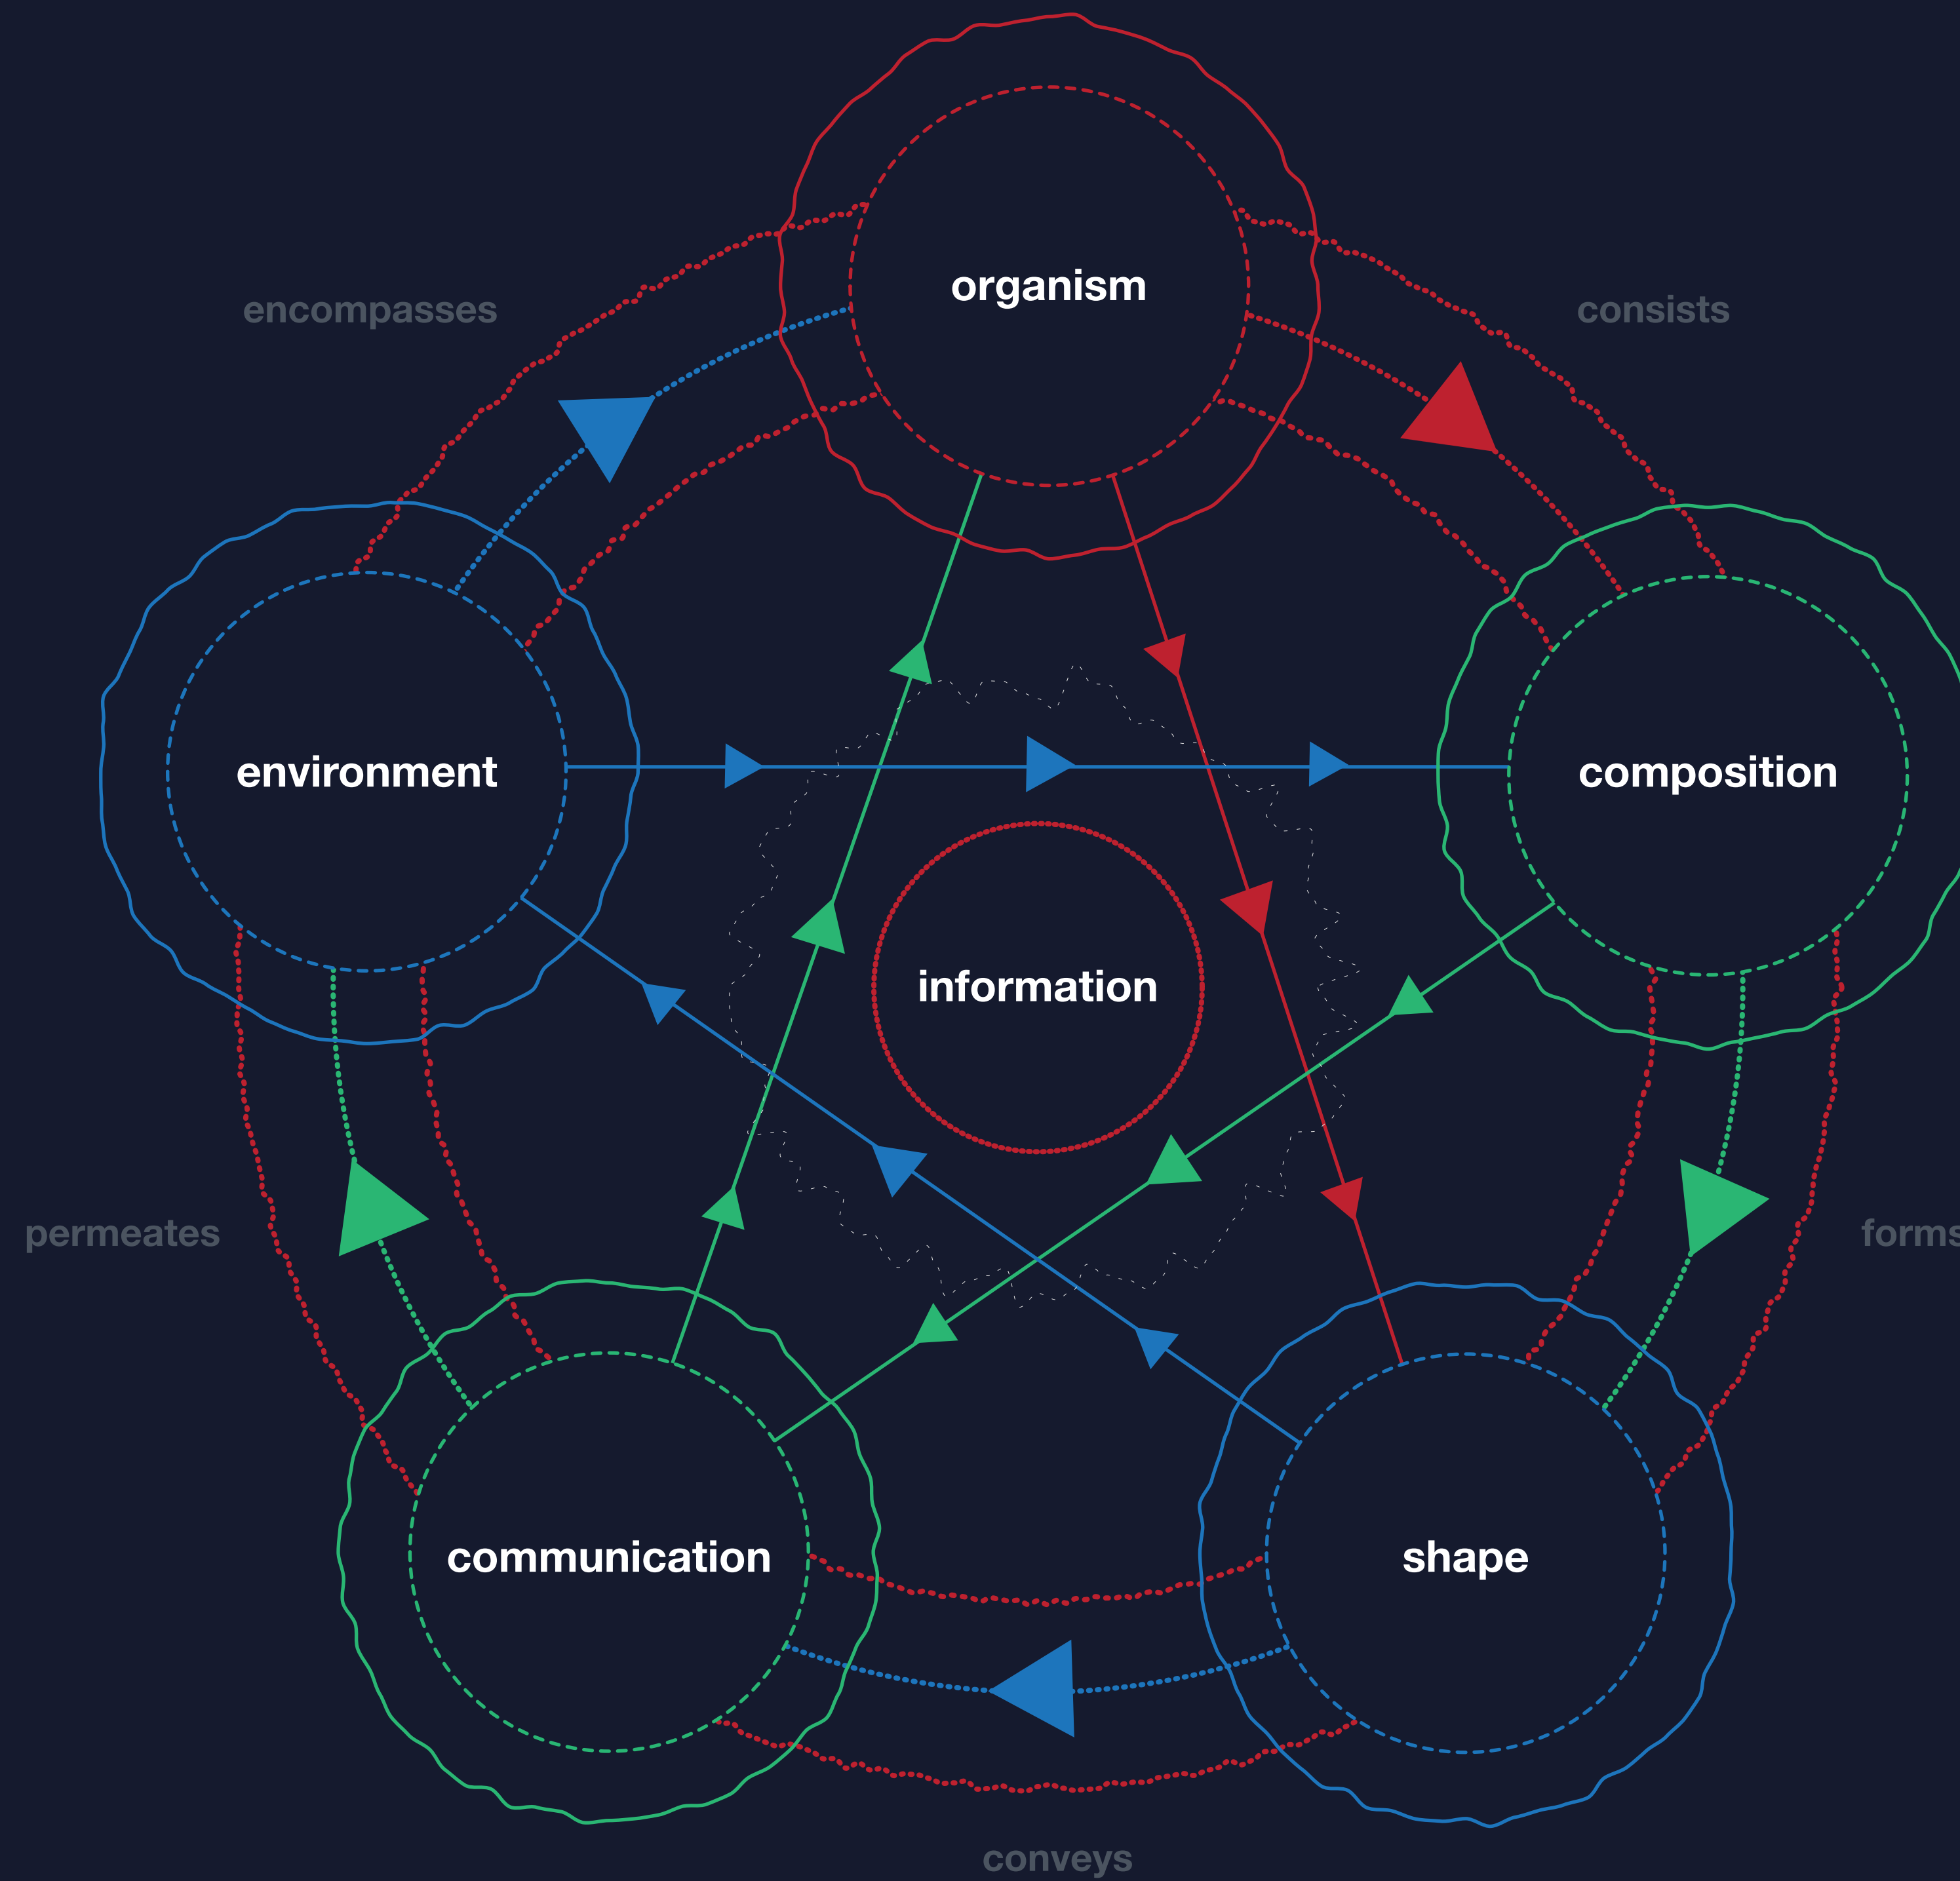 organism
encompasses
consists
environment
composition
information
permeates
forms
communication
shape
conveys